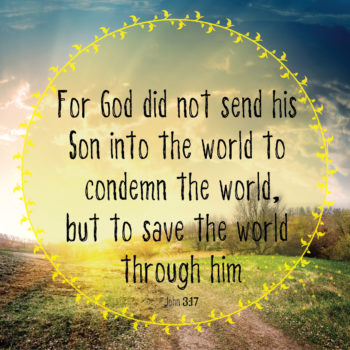 For God did not send his
Son into the world to
condemn the world,
but to save the world
through him
John 3:17